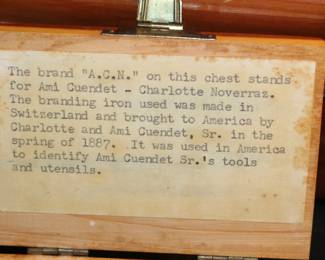 The brand "A.C.N." on this chest stands
for Ami Cuendet - Charlotte Noverraz.
The branding iron used was made in
Switzerland and brought to America by
Charlotte and Ami Cuendet, Sr. in the
spring of 1887. It was used in America
to identify Ami Cuendet Sr.'s tools
and utensils.